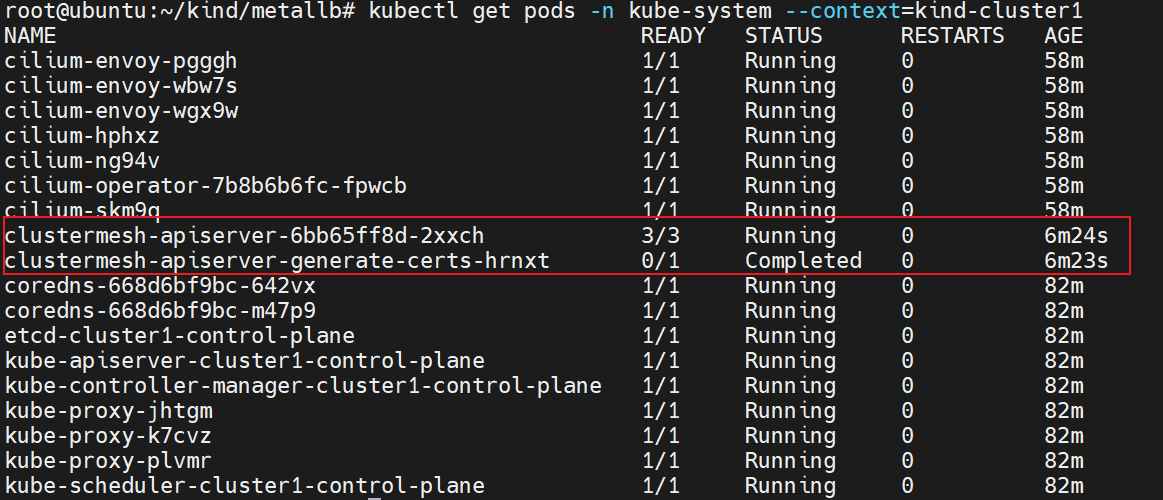 root@ubuntu:~/kind/metallb# kubectl get pods -n kube-system --context=kind-cluster1
NAME READY STATUS RESTARTS AGE
cilium-envoy-pgggh 1/1 Running 0 58m
cilium-envoy-wbw7s 1/1 Running 0 58m
cilium-envoy-wgx9w 1/1 Running 0 58m
cilium-hphxz 1/1 Running 0 58m
cilium-ng94v 1/1 Running 0 58m
cilium-operator-7b8b6b6fc-fpwcb 1/1 Running 0 58m
cilium-skm9q 1/1 Running 0 58m
clustermesh-apiserver-6bb65ff8d-2xxch 3/3 Running 0 6m24s
clustermesh-apiserver-generate-certs-hrnxt 0/1 Completed 0 6m23s
coredns-668d6bf9bc-642vx 1/1 Running 0 82m
coredns-668d6bf9bc-m47p9 1/1 Running 0 82m
etcd-cluster1-control-plane 1/1 Running 0 82m
kube-apiserver-cluster1-control-plane 1/1 Running 0 82m
kube-controller-manager-cluster1-control-plane 1/1 Running 0 82m
kube-proxy-jhtgm 1/1 Running 0 82m
kube-proxy-k7cvz 1/1 Running 0 82m
kube-proxy-plvmr 1/1 Running 0 82m
kube-scheduler-cluster1-control-plane 1/1 Running 0 82m